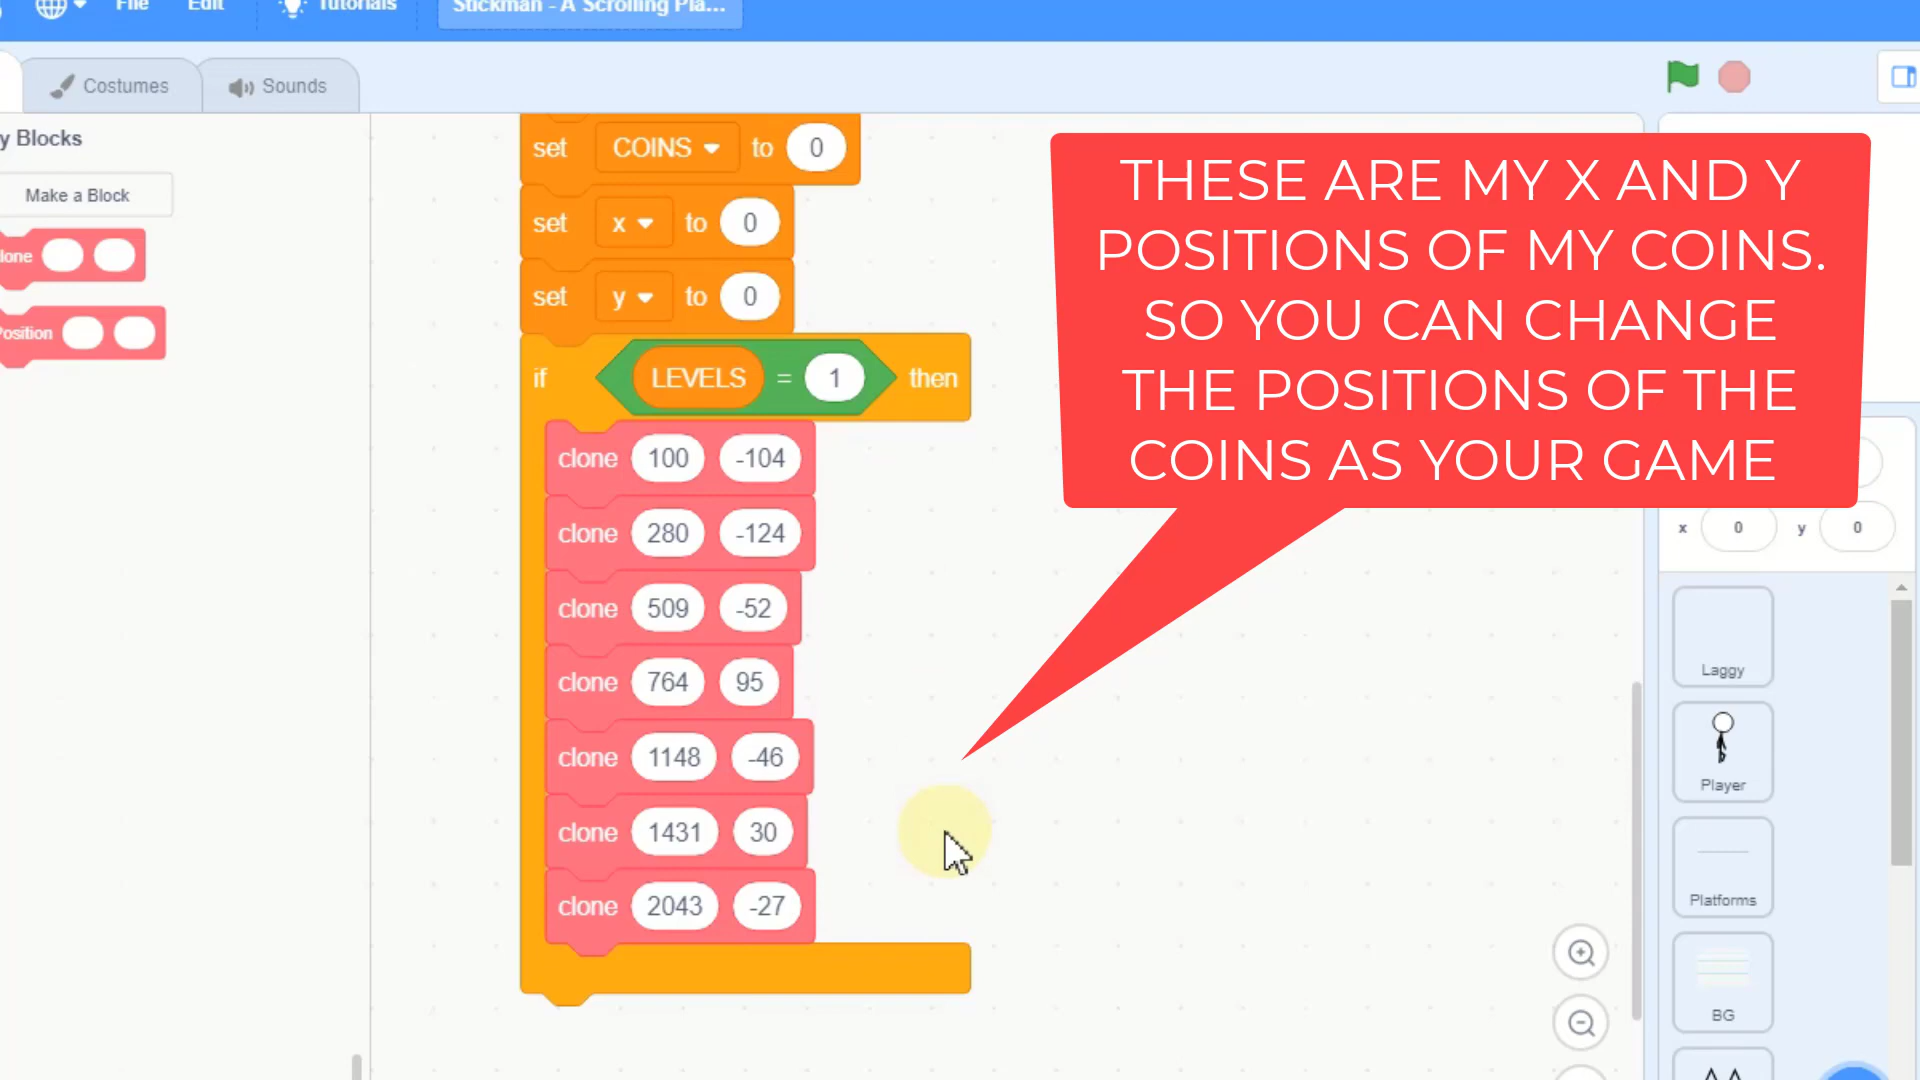 File Edit Tutorials Stickman - A Scrolling Pla...
Costumes Sounds
y Blocks
Make a Block
lone
Position
set COINS to 0
set x to 0
set y to 0
if LEVELS = 1 then
clone 100 -104
clone 280 -124
clone 509 -52
clone 764 95
clone 1148 -46
clone 1431 30
clone 2043 -27
THESE ARE MY X AND Y
POSITIONS OF MY COINS.
SO YOU CAN CHANGE
THE POSITIONS OF THE
COINS AS YOUR GAME
x 0 y 0
Laggy
Player
Platforms
BG